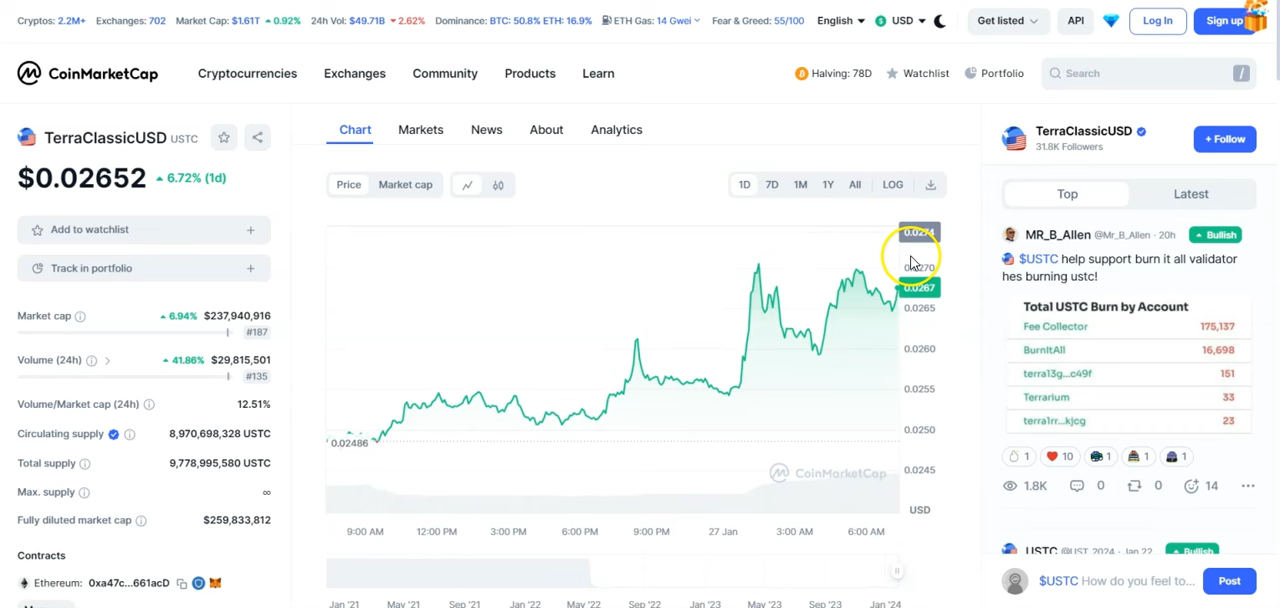 Cryptos: 2.2M+ Exchanges: 702 Market Cap: $1.61T 0.92% 24h Vol: $49.71B 2.62% Dominance: BTC: 50.8% ETH: 16.9% ETH Gas: 14 Gwei Fear & Greed: 55/100 English USD Get listed API Log In Sign up
CoinMarketCap Cryptocurrencies Exchanges Community Products Learn Halving: 78D Watchlist Portfolio Search /
TerraClassicUSD USTC
$0.02652 6.72% (1d)
Add to watchlist +
Track in portfolio +
Market cap 6.94% $237,940,916
#187
Volume (24h) 41.86% $29,815,501
#135
Volume/Market cap (24h) 12.51%
Circulating supply 8,970,698,328 USTC
Total supply 9,778,995,580 USTC
Max. supply ∞
Fully diluted market cap $259,833,812
Contracts
Ethereum: 0xa47c...661acD
Chart Markets News About Analytics
Price Market cap 1D 7D 1M 1Y All LOG
0.0274
0.0270
0.0267
0.0265
0.0260
0.0255
0.0250
0.0245
0.02486
CoinMarketCap
USD
9:00 AM 12:00 PM 3:00 PM 6:00 PM 9:00 PM 27 Jan 3:00 AM 6:00 AM
Jan '21 May '21 Sep '21 Jan '22 May '22 Sep '22 Jan '23 May '23 Sep '23 Jan '24
TerraClassicUSD
31.8K Followers
+ Follow
Top Latest
MR_B_Allen @Mr_B_Allen · 20h Bullish
$USTC help support burn it all validator
hes burning ustc!
Total USTC Burn by Account
Fee Collector 175,137
BurnItAll 16,698
terra13g...c49f 151
Terrarium 33
terra1rr...kjcg 23
1 10 1 1 1
1.8K 0 0 14 ...
USTC @UST_2024 · Jan 22 Bullish
$USTC How do you feel to... Post